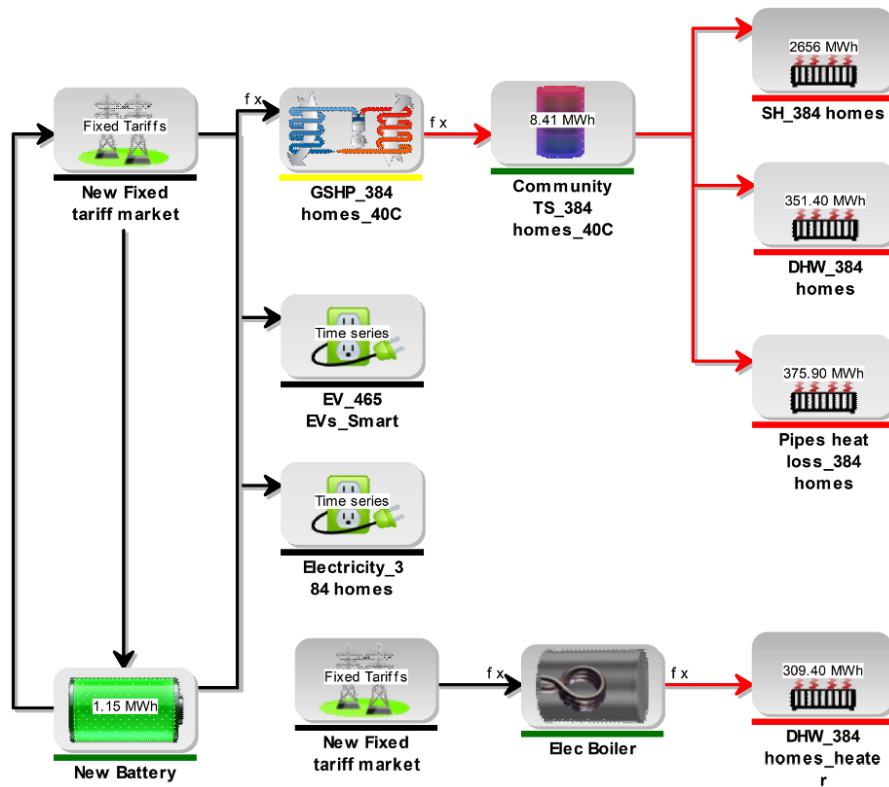 2656 MWh
SH_384 homes
Fixed Tariffs
New Fixed
tariff market
f x
GSHP_384
homes_40C
f x
8.41 MWh
Community
TS_384
homes_40C
351.40 MWh
DHW_384
homes
Time series
EV_465
EVs_Smart
375.90 MWh
Pipes heat
loss_384
homes
Time series
Electricity_3
84 homes
1.15 MWh
New Battery
Fixed Tariffs
New Fixed
tariff market
f x
Elec Boiler
f x
309.40 MWh
DHW_384
homes_heate
r